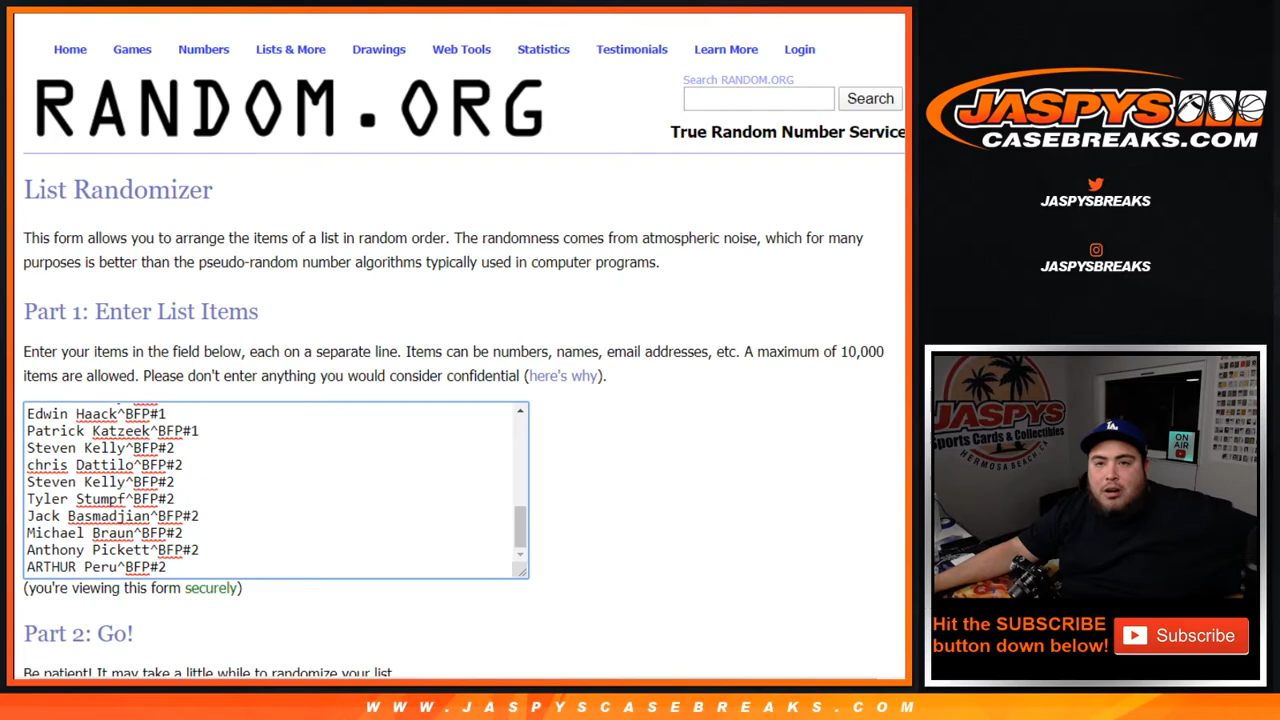 Home Games Numbers Lists & More Drawings Web Tools Statistics Testimonials Learn More Login
RANDOM.ORG
Search RANDOM.ORG
Search
True Random Number Service
List Randomizer
This form allows you to arrange the items of a list in random order. The randomness comes from atmospheric noise, which for many
purposes is better than the pseudo-random number algorithms typically used in computer programs.
Part 1: Enter List Items
Enter your items in the field below, each on a separate line. Items can be numbers, names, email addresses, etc. A maximum of 10,000
items are allowed. Please don't enter anything you would consider confidential (here's why).
Edwin Haack^BFP#1
Patrick Katzeek^BFP#1
Steven Kelly^BFP#2
chris Dattilo^BFP#2
Steven Kelly^BFP#2
Tyler Stumpf^BFP#2
Jack Basmadjian^BFP#2
Michael Braun^BFP#2
Anthony Pickett^BFP#2
ARTHUR Peru^BFP#2
(you're viewing this form securely)
Part 2: Go!
Be patient! It may take a little while to randomize your list
JASPYS
CASEBREAKS.COM
JASPYSBREAKS
JASPYSBREAKS
JASPYS
Sports Cards & Collectibles
HERMOSA BEACH, CA
LA
ON
AIR
Hit the SUBSCRIBE
button down below!
Subscribe
WWW.JASPYSCASEBREAKS.COM